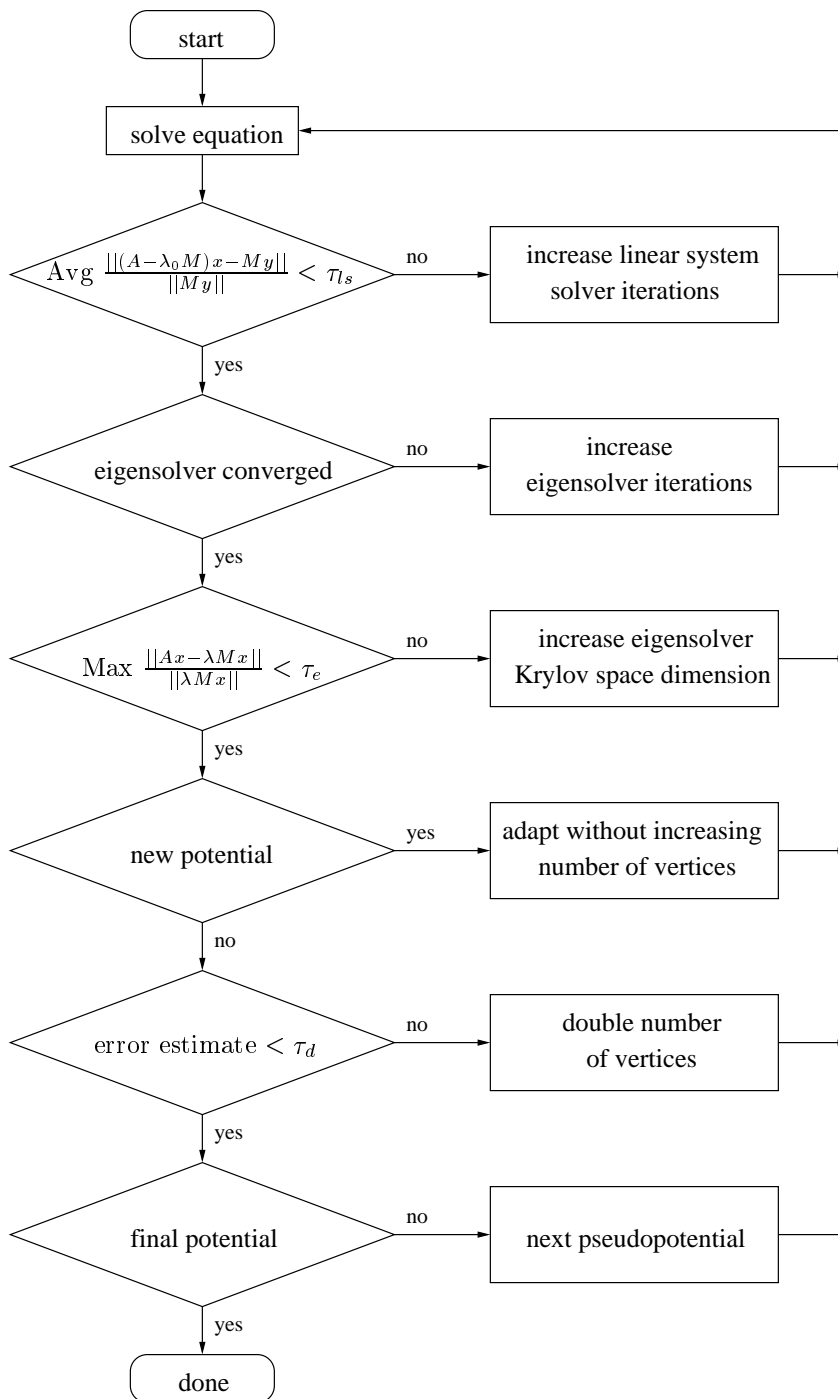 start
solve equation
Avg ||(A−λ₀M)x−My|| / ||My|| < τ_ls
no
increase linear system
solver iterations
yes
eigensolver converged
no
increase
eigensolver iterations
yes
Max ||Ax−λMx|| / ||λMx|| < τ_e
no
increase eigensolver
Krylov space dimension
yes
new potential
yes
adapt without increasing
number of vertices
no
error estimate < τ_d
no
double number
of vertices
yes
final potential
no
next pseudopotential
yes
done